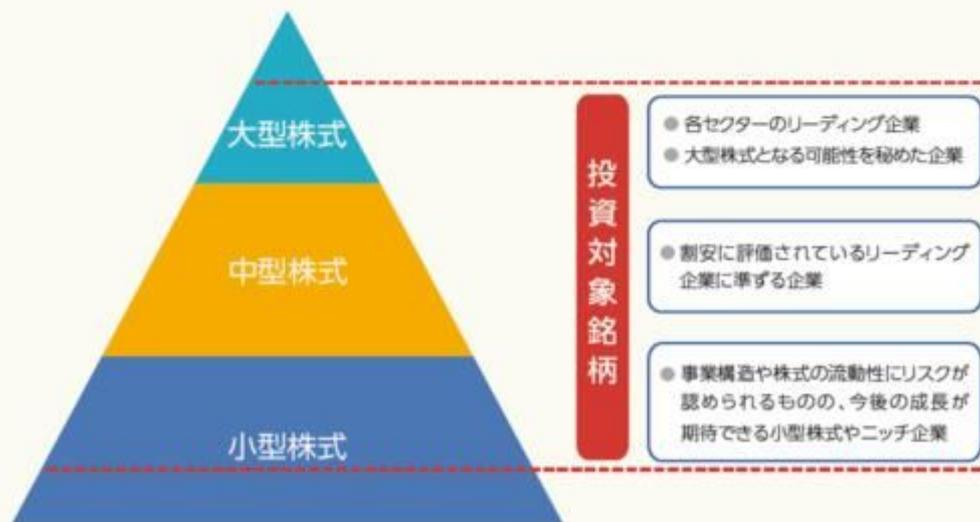 大型株式
中型株式
小型株式
投資対象銘柄
● 各セクターのリーディング企業
● 大型株式となる可能性を秘めた企業
● 割安に評価されているリーディング
企業に準ずる企業
● 事業構造や株式の流動性にリスクが
認められるものの、今後の成長が
期待できる小型株式やニッチ企業